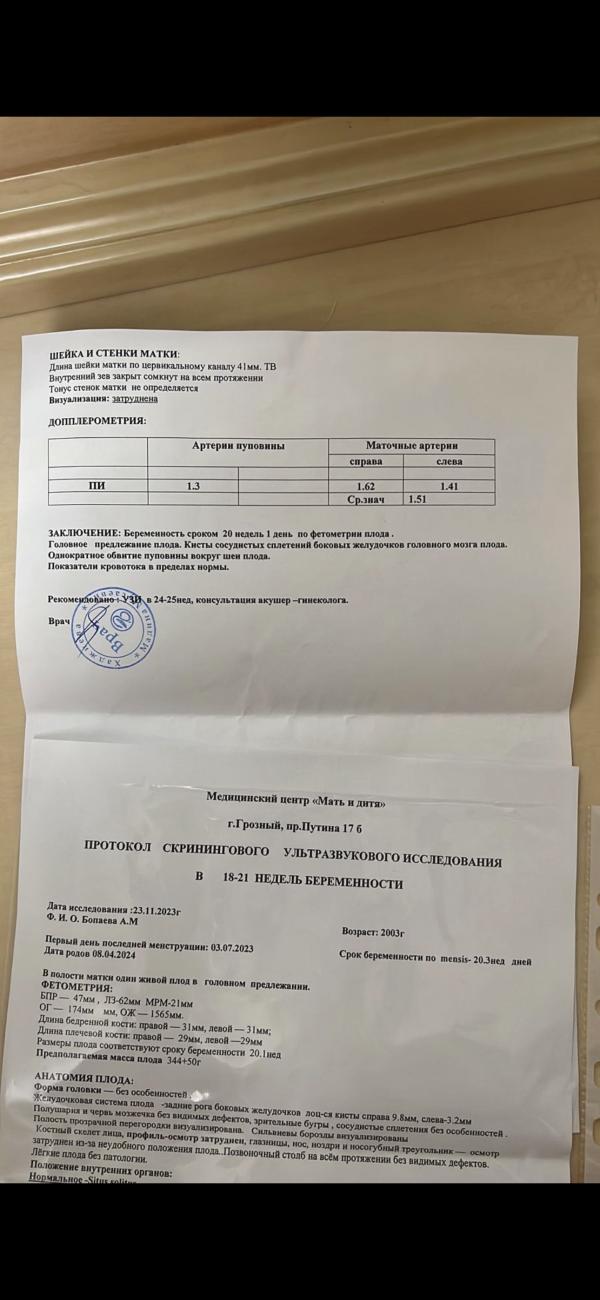 ШЕЙКА И СТЕНКИ МАТКИ:
Длина шейки матки по цервикальному каналу 41мм. ТВ
Внутренний зев закрыт сомкнут на всем протяжении
Тонус стенок матки не определяется
Визуализация: затруднена
ДОППЛЕРОМЕТРИЯ:
Артерии пуповины Маточные артерии
справа слева
ПИ 1.3 1.62 1.41
Ср.знач 1.51
ЗАКЛЮЧЕНИЕ: Беременность сроком 20 недель 1 день по фетометрии плода .
Головное предлежание плода. Кисты сосудистых сплетений боковых желудочков головного мозга плода.
Однократное обвитие пуповины вокруг шеи плода.
Показатели кровотока в пределах нормы.
Рекомендовано : УЗИ в 24-25нед, консультация акушер –гинеколога.
Врач
Врач
Медицинский центр «Мать и дитя»
г.Грозный, пр.Путина 17 б
ПРОТОКОЛ СКРИНИНГОВОГО УЛЬТРАЗВУКОВОГО ИССЛЕДОВАНИЯ
В 18-21 НЕДЕЛЬ БЕРЕМЕННОСТИ
Дата исследования :23.11.2023г
Ф. И. О. Бопаева А.М Возраст: 2003г
Первый день последней менструации: 03.07.2023 Срок беременности по mensis- 20.3нед дней
Дата родов 08.04.2024
В полости матки один живой плод в головном предлежании.
ФЕТОМЕТРИЯ:
БПР — 47мм , ЛЗ-62мм МРМ-21мм
ОГ — 174мм мм, ОЖ — 1565мм.
Длина бедренной кости: правой — 31мм, левой — 31мм;
Длина плечевой кости: правой — 29мм, левой —29мм
Размеры плода соответствуют сроку беременности 20.1нед
Предполагаемая масса плода 344+50г
АНАТОМИЯ ПЛОДА:
Форма головки — без особенностей
Желудочковая система плода -задние рога боковых желудочков лоц-ся кисты справа 9.8мм, слева-3.2мм
Полушария и червь мозжечка без видимых дефектов, зрительные бугры , сосудистые сплетения без особенностей .
Полость прозрачной перегородки визуализирована. Сильвиевы борозды визуализированы
Костный скелет лица, профиль-осмотр затруднен, глазницы, нос, ноздри и носогубный треугольник — осмотр
затруднен из-за неудобного положения плода..Позвоночный столб на всём протяжении без видимых дефектов.
Лёгкие плода без патологии.
Положение внутренних органов:
Нормальное -Situs solitus